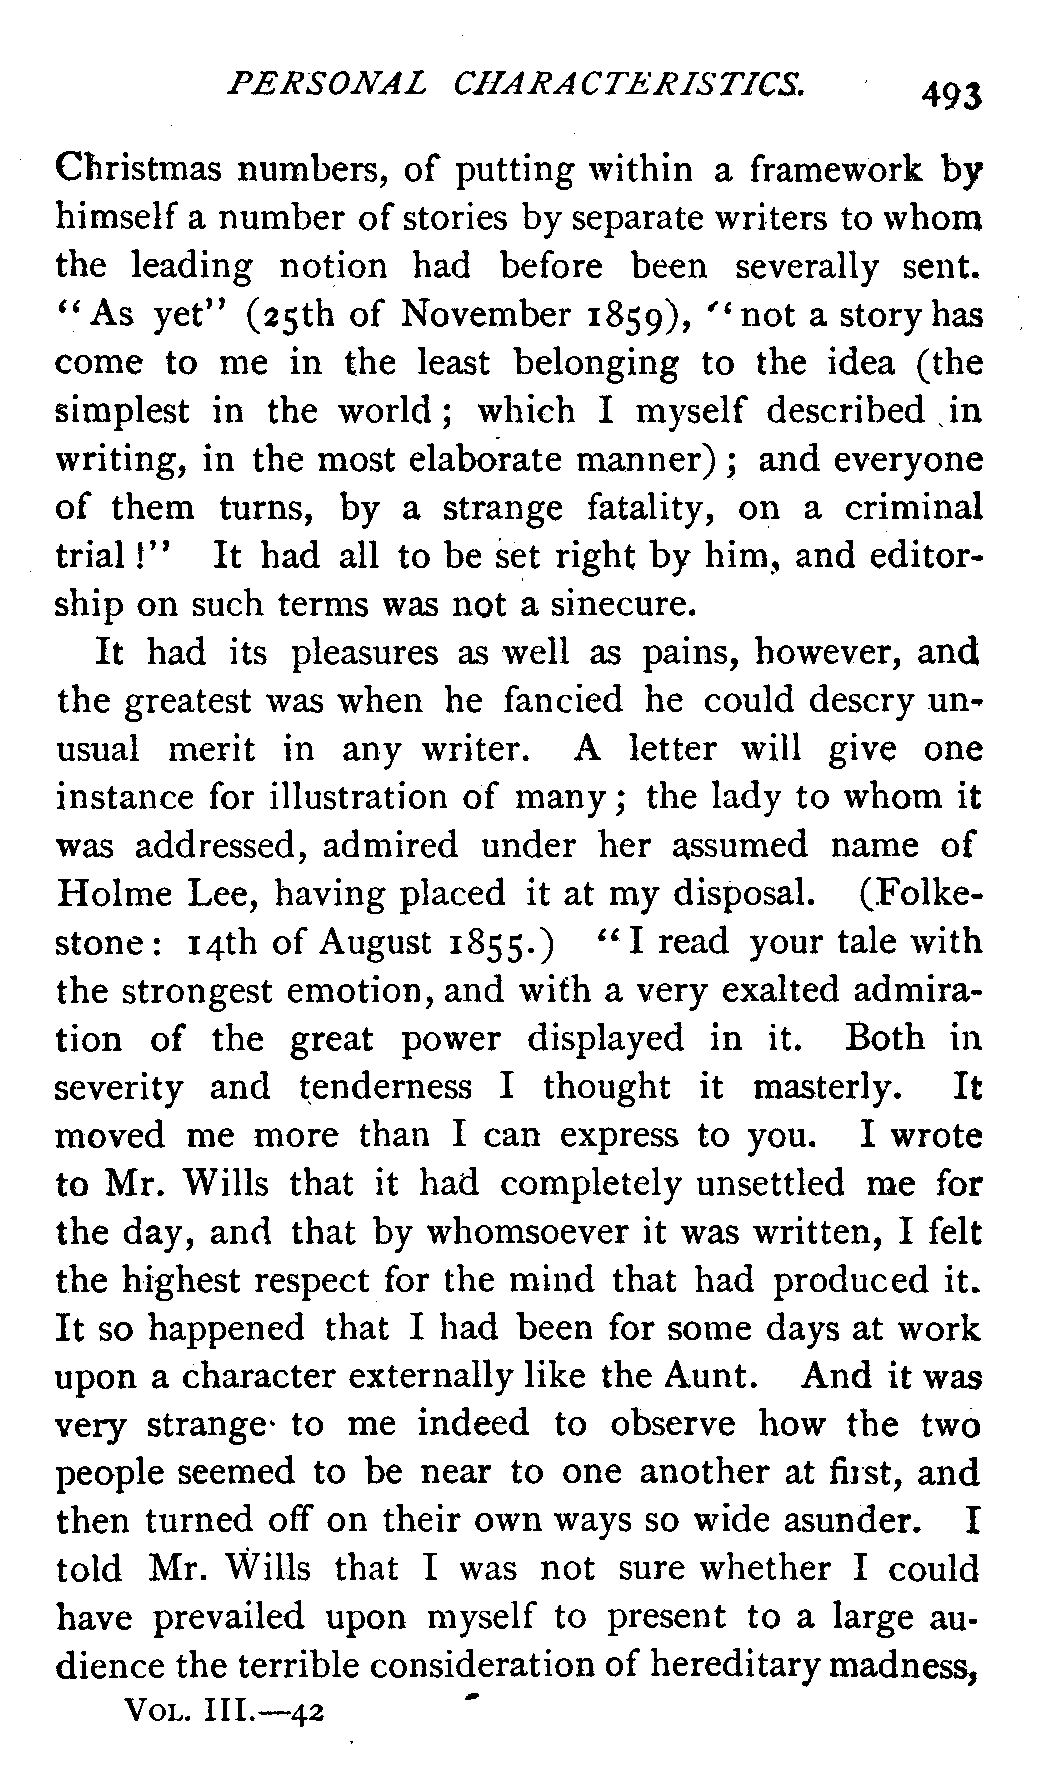 PERSONAL CHARACTERISTICS. 493
Christmas numbers, of putting within a framework by
himself a number of stories by separate writers to whom
the leading notion had before been severally sent.
“As yet” (25th of November 1859), “not a story has
come to me in the least belonging to the idea (the
simplest in the world; which I myself described in
writing, in the most elaborate manner); and everyone
of them turns, by a strange fatality, on a criminal
trial!” It had all to be set right by him, and editor-
ship on such terms was not a sinecure.
It had its pleasures as well as pains, however, and
the greatest was when he fancied he could descry un-
usual merit in any writer. A letter will give one
instance for illustration of many; the lady to whom it
was addressed, admired under her assumed name of
Holme Lee, having placed it at my disposal. (Folke-
stone: 14th of August 1855.) “I read your tale with
the strongest emotion, and with a very exalted admira-
tion of the great power displayed in it. Both in
severity and tenderness I thought it masterly. It
moved me more than I can express to you. I wrote
to Mr. Wills that it had completely unsettled me for
the day, and that by whomsoever it was written, I felt
the highest respect for the mind that had produced it.
It so happened that I had been for some days at work
upon a character externally like the Aunt. And it was
very strange to me indeed to observe how the two
people seemed to be near to one another at first, and
then turned off on their own ways so wide asunder. I
told Mr. Wills that I was not sure whether I could
have prevailed upon myself to present to a large au-
dience the terrible consideration of hereditary madness,
VOL. III.—42